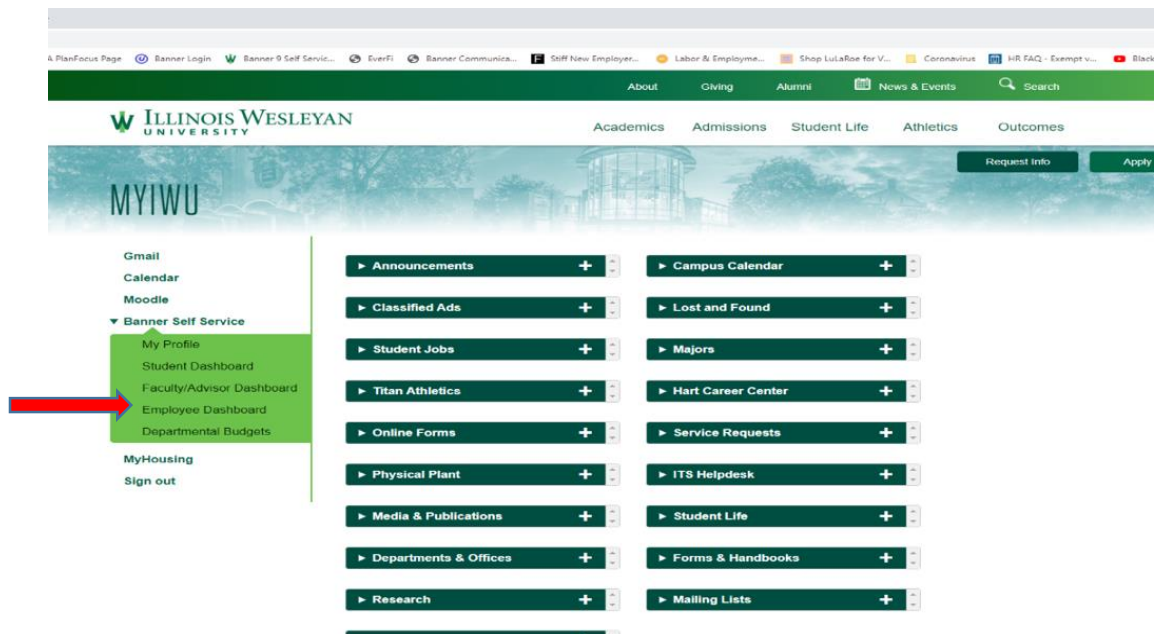 A PlanFocus Page Banner Login Banner 9 Self Servic... EverFi Banner Communica... Stiff New Employer... Labor & Employme... Shop LuLaRoe for V... Coronavirus HR FAQ - Exempt v... Black
About Giving Alumni News & Events Search
ILLINOIS WESLEYAN
UNIVERSITY
Academics Admissions Student Life Athletics Outcomes
Request Info Apply
MYIWU
Gmail
Calendar
Moodle
Banner Self Service
My Profile
Student Dashboard
Faculty/Advisor Dashboard
Employee Dashboard
Departmental Budgets
MyHousing
Sign out
Announcements
Classified Ads
Student Jobs
Titan Athletics
Online Forms
Physical Plant
Media & Publications
Departments & Offices
Research
Campus Calendar
Lost and Found
Majors
Hart Career Center
Service Requests
ITS Helpdesk
Student Life
Forms & Handbooks
Mailing Lists